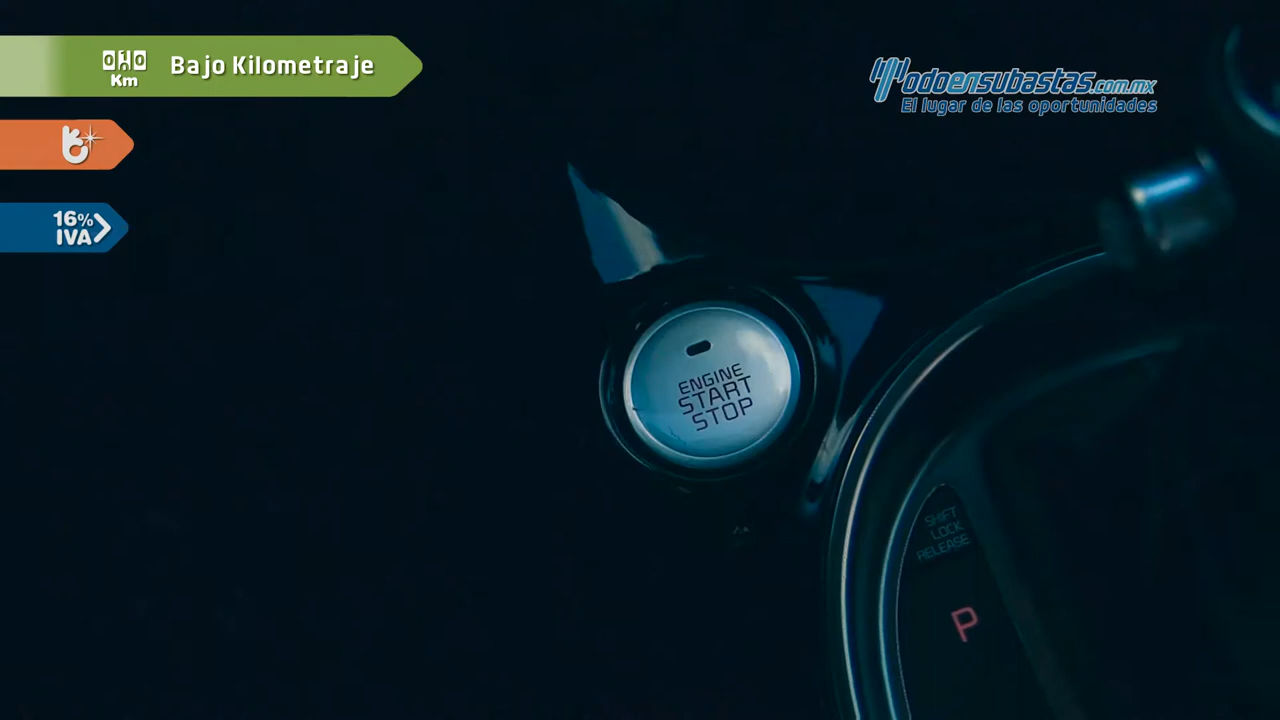 040
Km
Bajo Kilometraje
Todoensubastas.com.mx
El lugar de las oportunidades
16%
IVA
ENGINE
START
STOP
SHIFT
LOCK
RELEASE
P